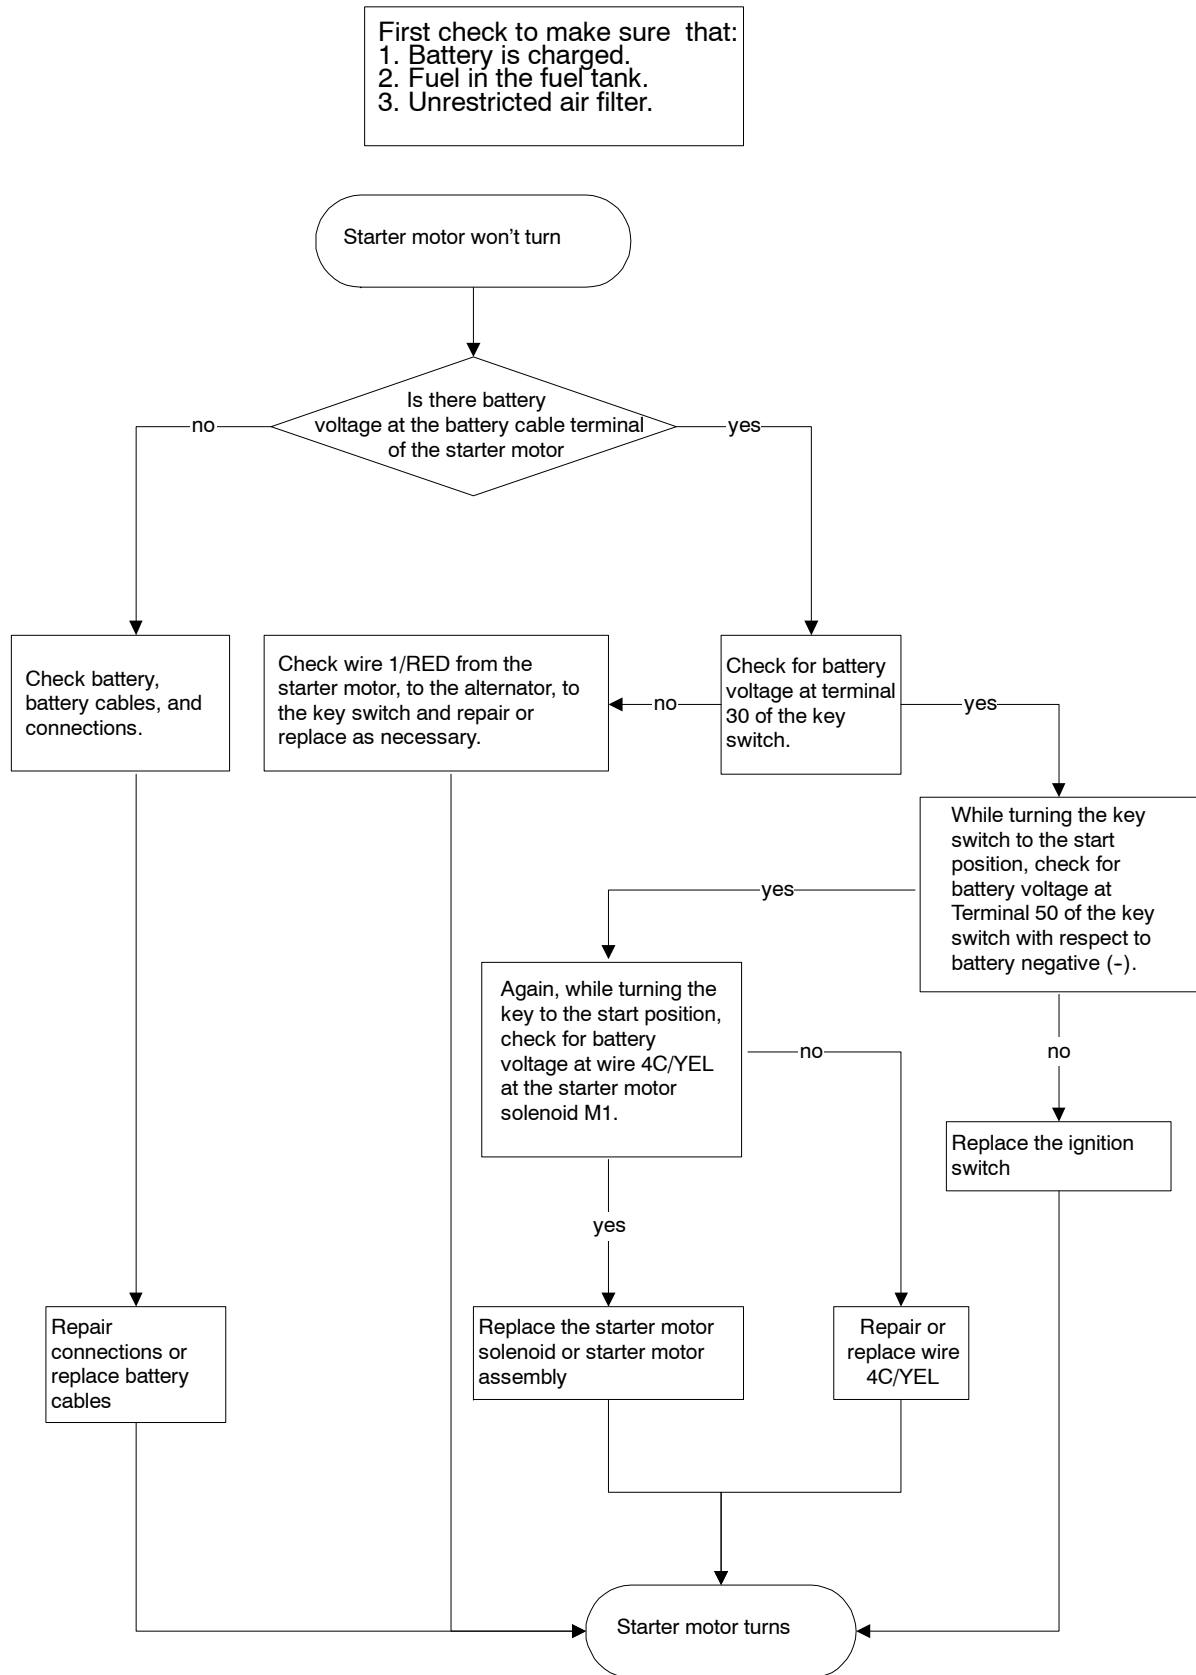 First check to make sure that:
1. Battery is charged.
2. Fuel in the fuel tank.
3. Unrestricted air filter.
Starter motor won't turn
Is there battery
voltage at the battery cable terminal
of the starter motor
no
yes
Check battery,
battery cables, and
connections.
Check wire 1/RED from the
starter motor, to the alternator, to
the key switch and repair or
replace as necessary.
no
Check for battery
voltage at terminal
30 of the key
switch.
yes
While turning the key
switch to the start
position, check for
battery voltage at
Terminal 50 of the key
switch with respect to
battery negative (-).
yes
Again, while turning the
key to the start position,
check for battery
voltage at wire 4C/YEL
at the starter motor
solenoid M1.
no
no
Replace the ignition
switch
yes
Repair
connections or
replace battery
cables
Replace the starter motor
solenoid or starter motor
assembly
Repair or
replace wire
4C/YEL
Starter motor turns